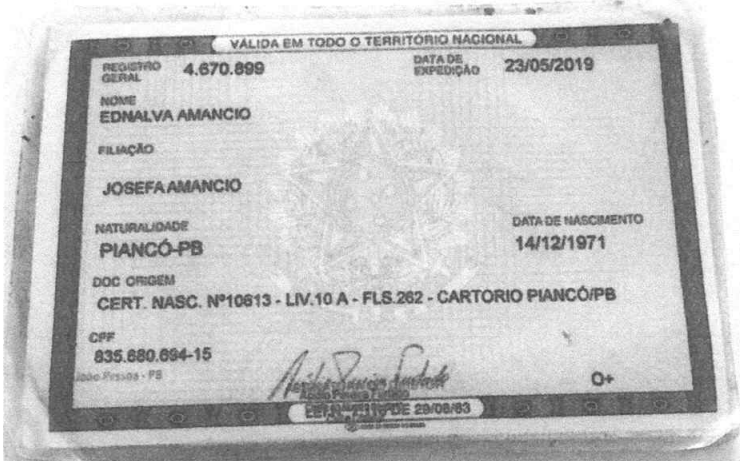 VÁLIDA EM TODO O TERRITÓRIO NACIONAL
REGISTRO GERAL 4.670.899 DATA DE EXPEDIÇÃO 23/05/2019
NOME
EDNALVA AMANCIO
FILIAÇÃO
JOSEFA AMANCIO
NATURALIDADE DATA DE NASCIMENTO
PIANCÓ-PB 14/12/1971
DOC ORIGEM
CERT. NASC. Nº10613 - LIV.10 A - FLS.262 - CARTORIO PIANCÓ/PB
CPF
835.680.694-15
João Pessoa - PB
O+
DE 29/08/83